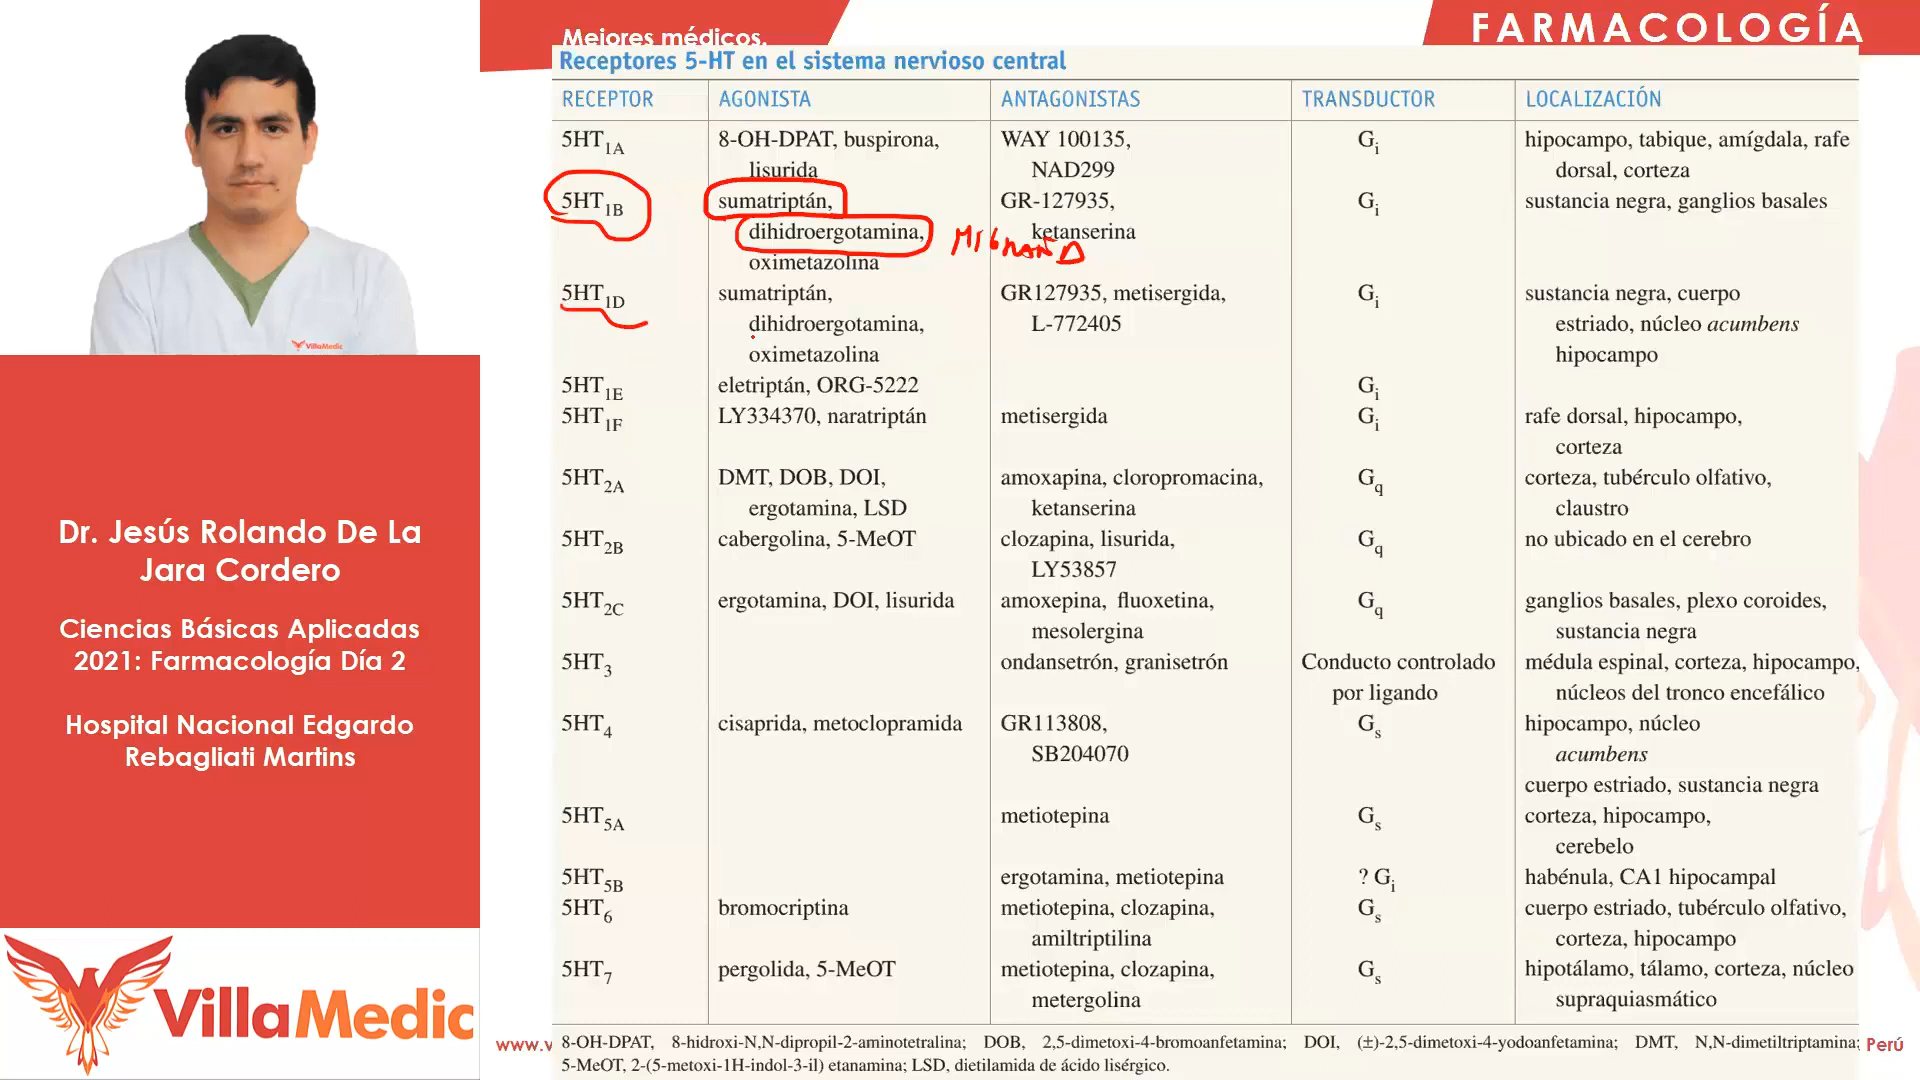 Mejores médicos.
FARMACOLOGÍA
Receptores 5-HT en el sistema nervioso central
RECEPTOR AGONISTA ANTAGONISTAS TRANSDUCTOR LOCALIZACIÓN
5HT1A 8-OH-DPAT, buspirona, WAY 100135, Gi hipocampo, tabique, amígdala, rafe
lisurida NAD299 dorsal, corteza
5HT1B sumatriptán, GR-127935, Gi sustancia negra, ganglios basales
dihidroergotamina, ketanserina
MIGRAÑA
oximetazolina
5HT1D sumatriptán, GR127935, metisergida, Gi sustancia negra, cuerpo
dihidroergotamina, L-772405 estriado, núcleo acumbens
oximetazolina hipocampo
5HT1E eletriptán, ORG-5222 Gi
5HT1F LY334370, naratriptán metisergida Gi rafe dorsal, hipocampo,
corteza
5HT2A DMT, DOB, DOI, amoxapina, cloropromacina, Gq corteza, tubérculo olfativo,
ergotamina, LSD ketanserina claustro
5HT2B cabergolina, 5-MeOT clozapina, lisurida, Gq no ubicado en el cerebro
LY53857
5HT2C ergotamina, DOI, lisurida amoxepina, fluoxetina, Gq ganglios basales, plexo coroides,
mesolergina sustancia negra
5HT3 ondansetrón, granisetrón Conducto controlado médula espinal, corteza, hipocampo,
por ligando núcleos del tronco encefálico
5HT4 cisaprida, metoclopramida GR113808, Gs hipocampo, núcleo
SB204070 acumbens
cuerpo estriado, sustancia negra
5HT5A metiotepina Gs corteza, hipocampo,
cerebelo
5HT5B ergotamina, metiotepina ? Gi habénula, CA1 hipocampal
5HT6 bromocriptina metiotepina, clozapina, Gs cuerpo estriado, tubérculo olfativo,
amiltriptilina corteza, hipocampo
5HT7 pergolida, 5-MeOT metiotepina, clozapina, Gs hipotálamo, tálamo, corteza, núcleo
metergolina supraquiasmático
8-OH-DPAT, 8-hidroxi-N,N-dipropil-2-aminotetralina; DOB, 2,5-dimetoxi-4-bromoanfetamina; DOI, (±)-2,5-dimetoxi-4-yodoanfetamina; DMT, N,N-dimetiltriptamina;
5-MeOT, 2-(5-metoxi-1H-indol-3-il) etanamina; LSD, dietilamida de ácido lisérgico.
www.v
Perú
VillaMedic
Dr. Jesús Rolando De La
Jara Cordero
Ciencias Básicas Aplicadas
2021: Farmacología Día 2
Hospital Nacional Edgardo
Rebagliati Martins
VillaMedic